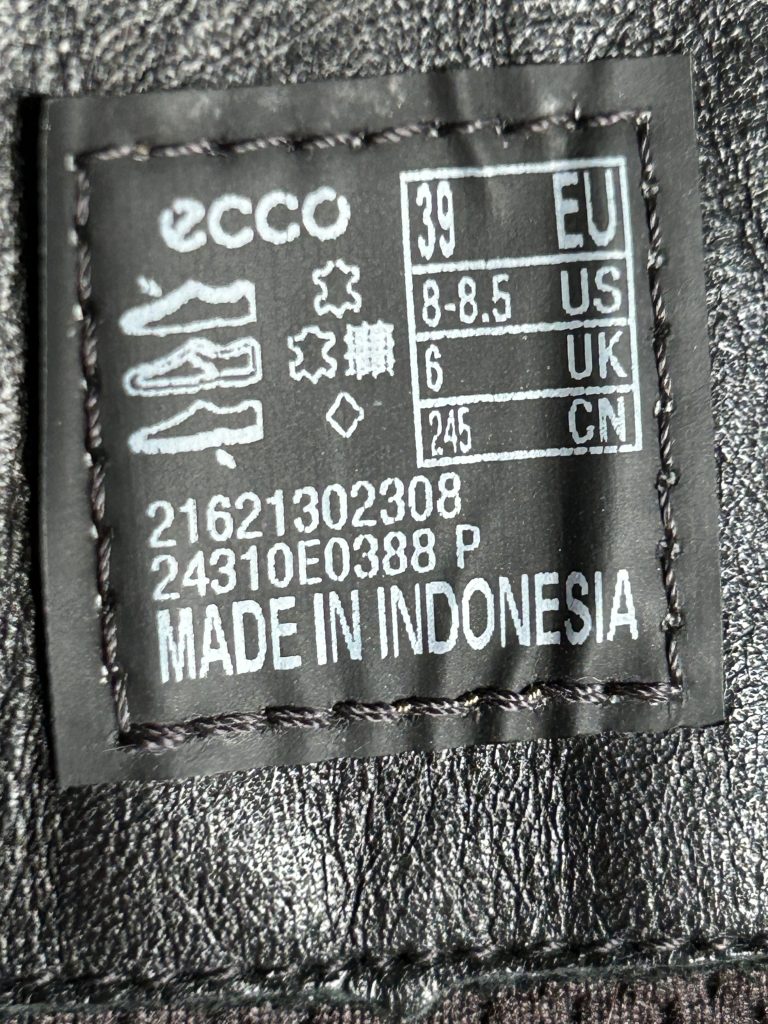 ecco
39 EU
8-8.5 US
6 UK
245 CN
21621302308
24310E0388 P
MADE IN INDONESIA